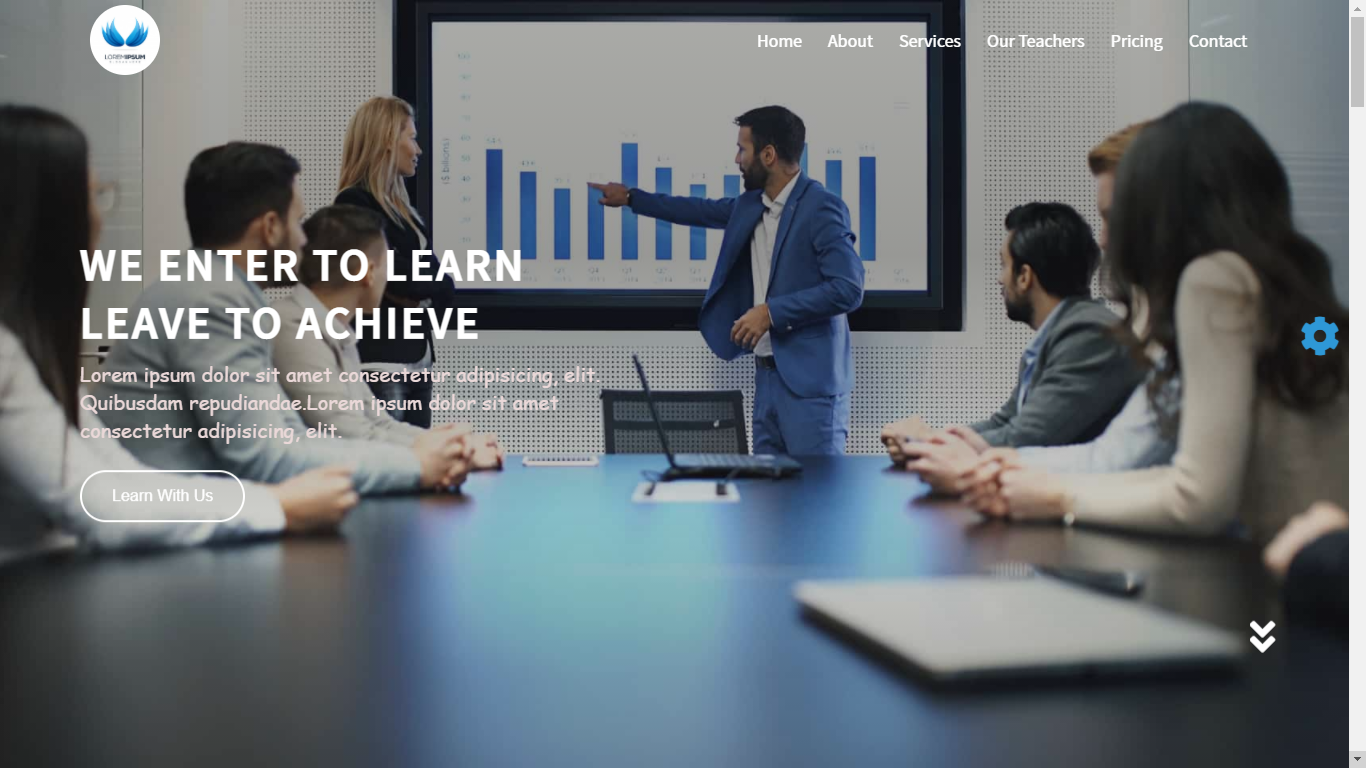 LOREMIPSUM
Home
About
Services
Our Teachers
Pricing
Contact
($ billions)
WE ENTER TO LEARN
LEAVE TO ACHIEVE
Lorem ipsum dolor sit amet consectetur adipisicing, elit.
Quibusdam repudiandae.Lorem ipsum dolor sit amet
consectetur adipisicing, elit.
Learn With Us